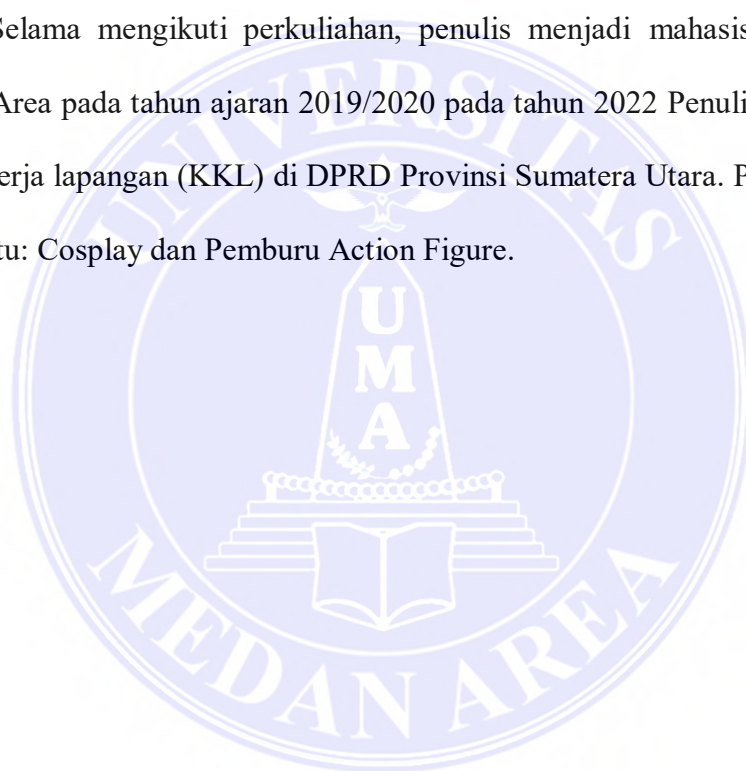 Selama mengikuti perkuliahan, penulis menjadi mahasis
Area pada tahun ajaran 2019/2020 pada tahun 2022 Penuli
erja lapangan (KKL) di DPRD Provinsi Sumatera Utara. P
tu: Cosplay dan Pemburu Action Figure.
UNIVERSITAS
UMA
MEDAN AREA